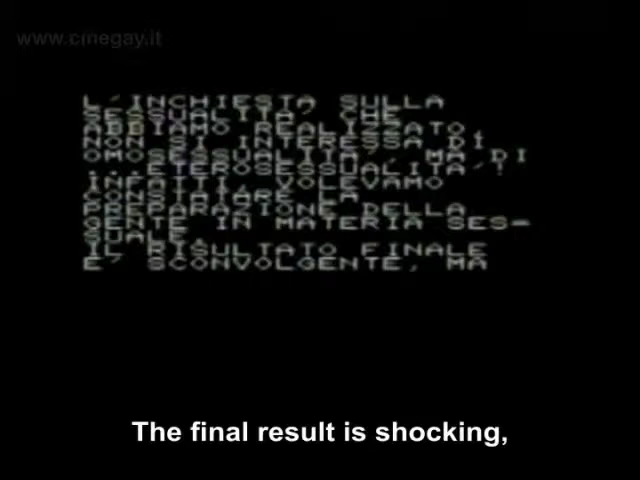 www.cinegay.it
L'INCHIESTA SULLA
SESSUALITA' CHE
ABBIAMO REALIZZATO,
NON SI INTERESSA DI
OMOSESSUALITA', MA DI
...ETEROSESSUALITA'!
INFATTI, VOLEVAMO
LA
PREPARAZIONE DELLA
GENTE IN MATERIA SES-
SUALE.
IL RISULTATO FINALE
E' SCONVOLGENTE, MA
The final result is shocking,